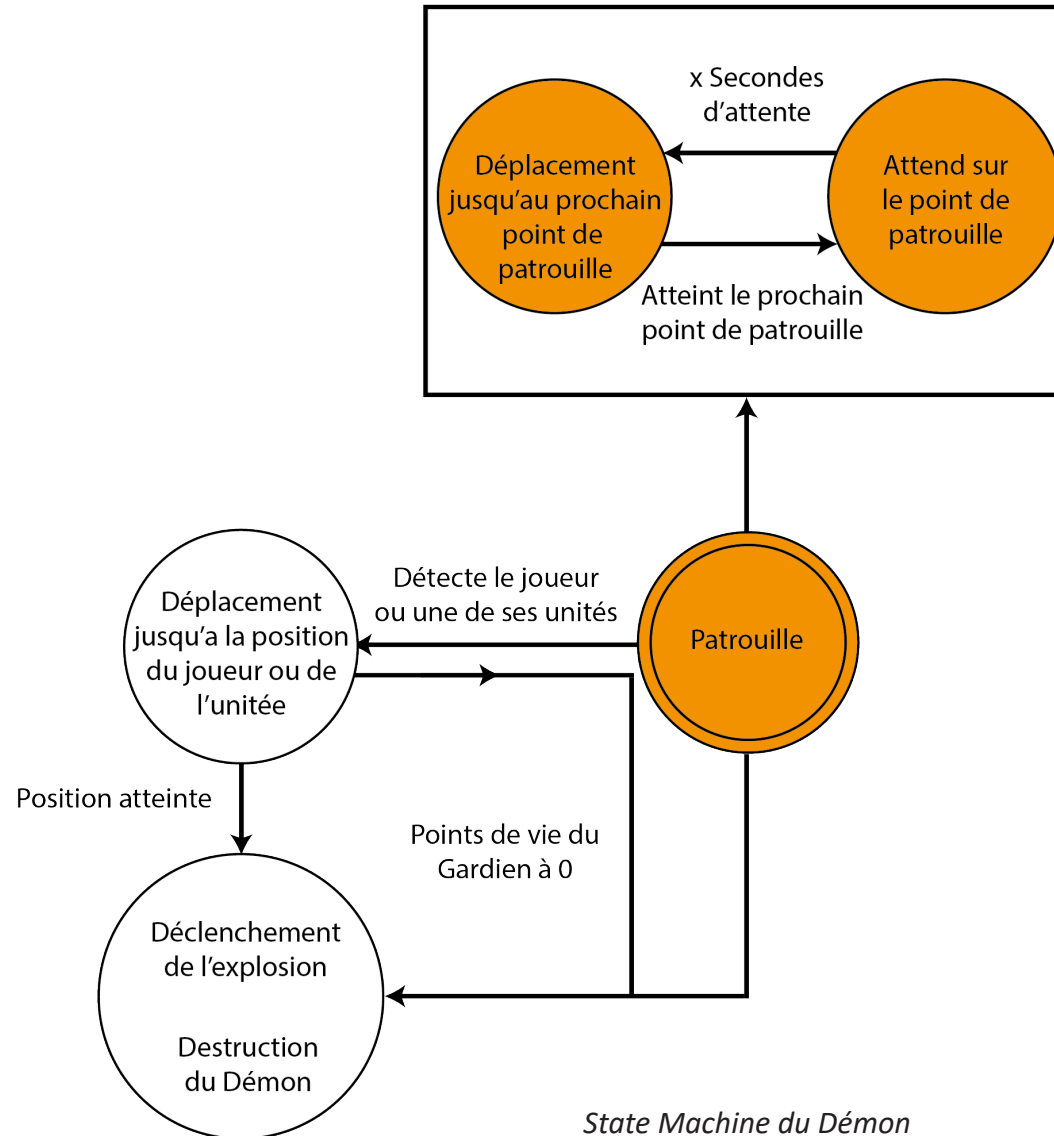 x Secondes
d'attente
Déplacement
jusqu'au prochain
point de
patrouille
Attend sur
le point de
patrouille
Atteint le prochain
point de patrouille
Détecte le joueur
ou une de ses unités
Déplacement
jusqu'a la position
du joueur ou de
l'unitée
Patrouille
Position atteinte
Points de vie du
Gardien à 0
Déclenchement
de l'explosion
Destruction
du Démon
State Machine du Démon